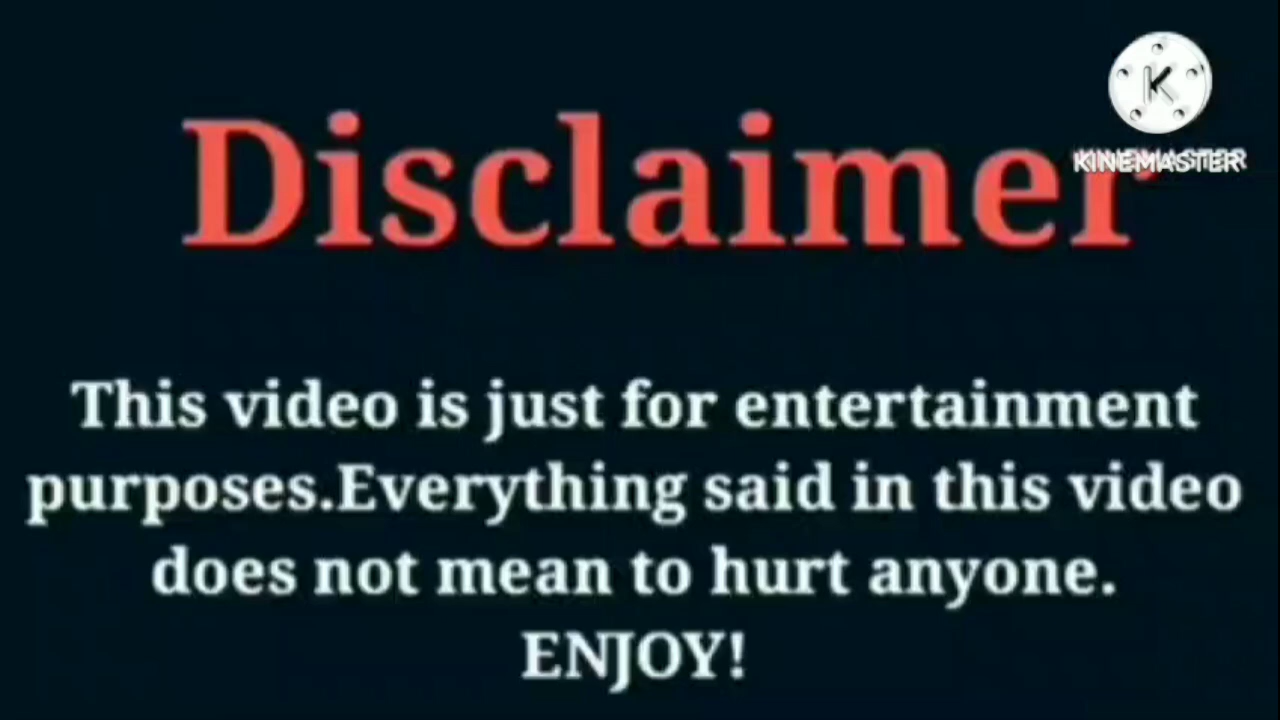 K
KINEMASTER
Disclaimer
This video is just for entertainment
purposes.Everything said in this video
does not mean to hurt anyone.
ENJOY!